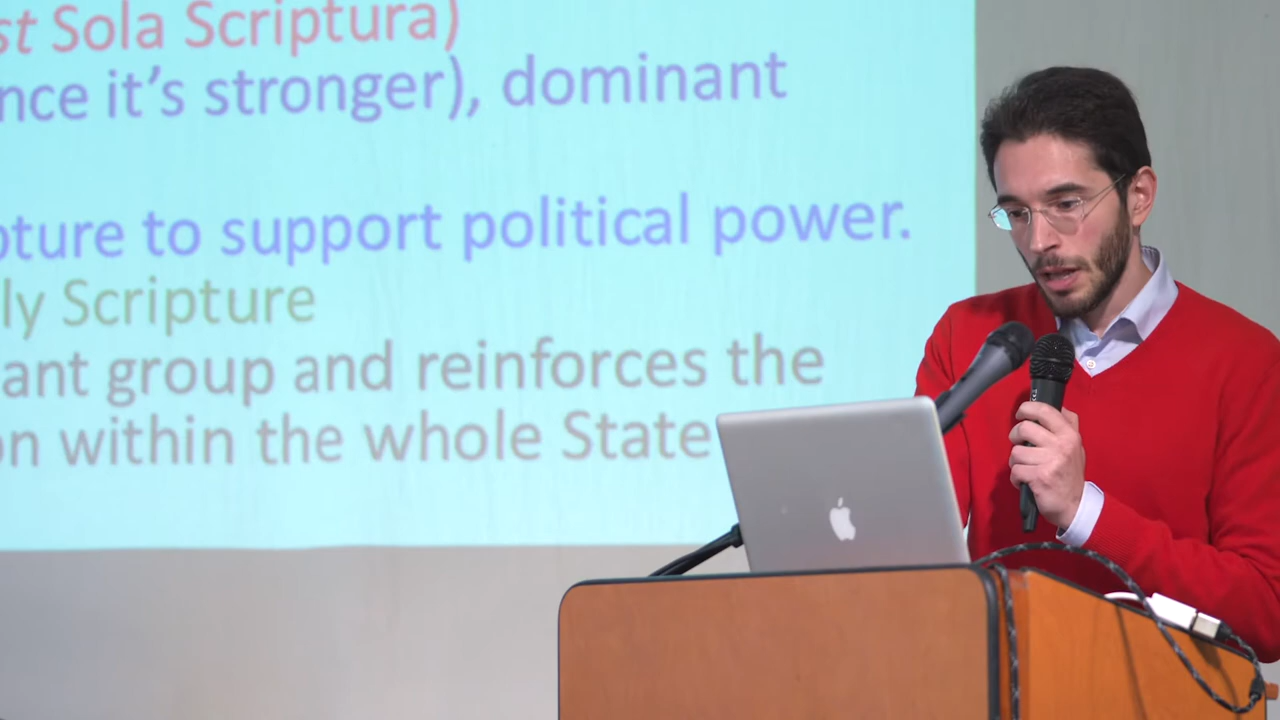 st Sola Scriptura)
nce it's stronger), dominant
pture to support political power.
ly Scripture
ant group and reinforces the
on within the whole State